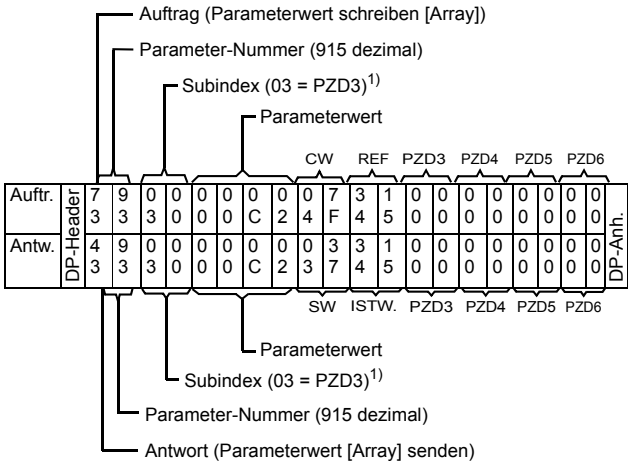 Auftrag (Parameterwert schreiben [Array])
Parameter-Nummer (915 dezimal)
Subindex (03 = PZD3)1)
Parameterwert
CW REF PZD3 PZD4 PZD5 PZD6
Auftr. DP-Header 7 9 0 0 0 0 0 0 0 7 3 1 0 0 0 0 0 0 0 0 DP-Anh.
3 3 3 0 0 0 C 2 4 F 4 5 0 0 0 0 0 0 0 0
Antw. 4 9 0 0 0 0 0 0 0 3 3 1 0 0 0 0 0 0 0 0
3 3 3 0 0 0 C 2 3 7 4 5 0 0 0 0 0 0 0 0
SW ISTW. PZD3 PZD4 PZD5 PZD6
Parameterwert
Subindex (03 = PZD3)1)
Parameter-Nummer (915 dezimal)
Antwort (Parameterwert [Array] senden)